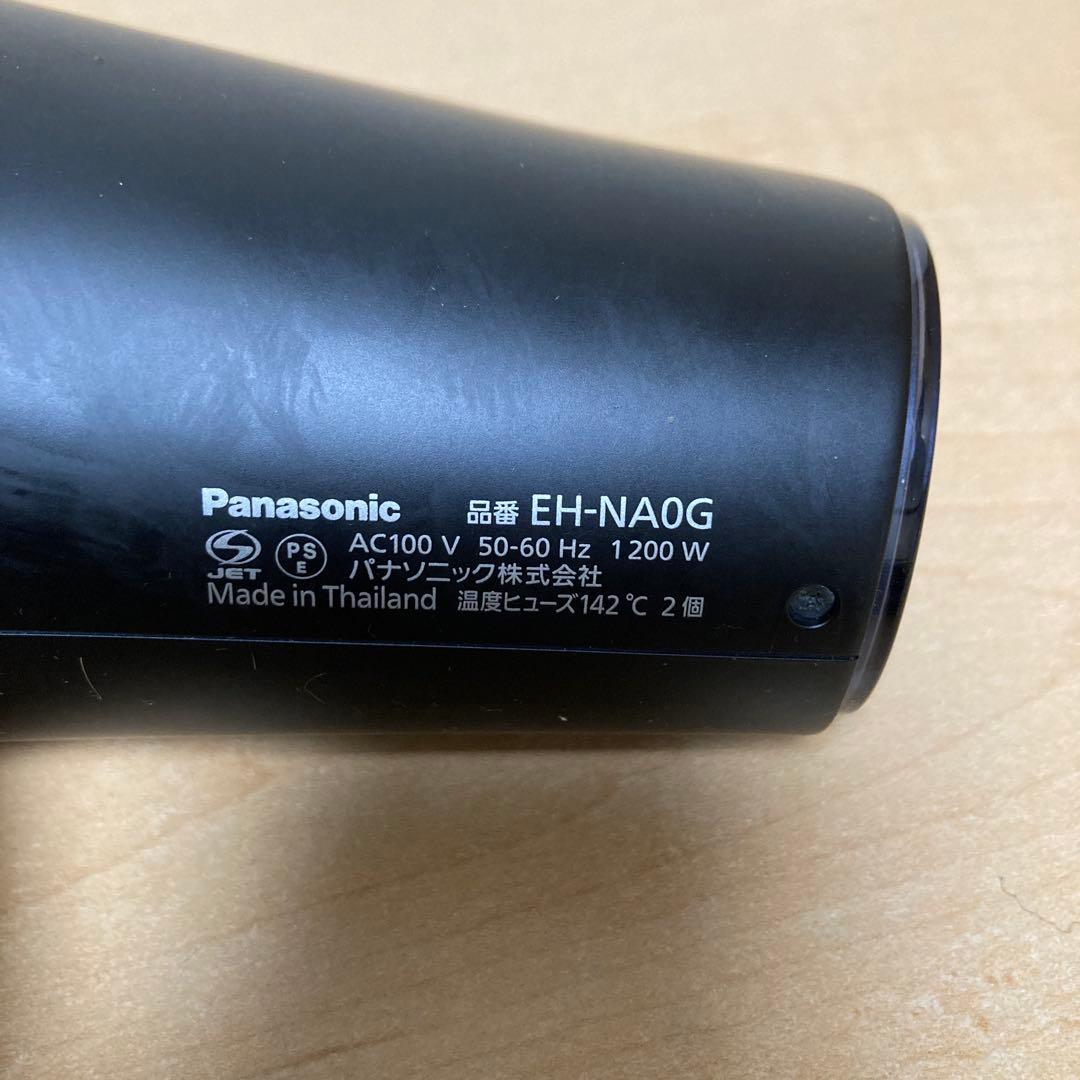 Panasonic 品番 EH-NA0G
JET PSE AC100 V 50-60 Hz 1200 W
パナソニック株式会社
Made in Thailand 温度ヒューズ142℃ 2個